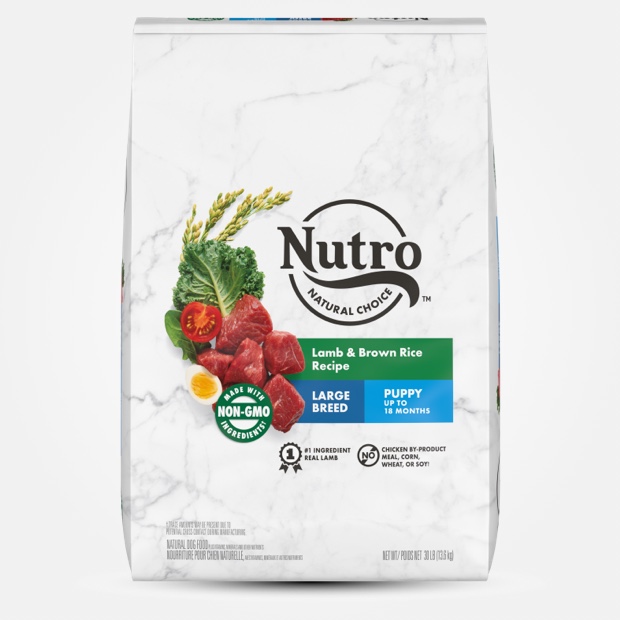 Nutro
NATURAL CHOICE
™
Lamb & Brown Rice
Recipe
LARGE
BREED
PUPPY
UP TO
18 MONTHS
MADE WITH
NON-GMO
INGREDIENTS‡
1
#1 INGREDIENT
REAL LAMB
NO
CHICKEN BY-PRODUCT
MEAL, CORN,
WHEAT, OR SOY‡
NATURAL DOG FOOD
NOURRITURE POUR CHIEN NATURELLE,
NET WT/POIDS NET 30 LB (13.6 kg)